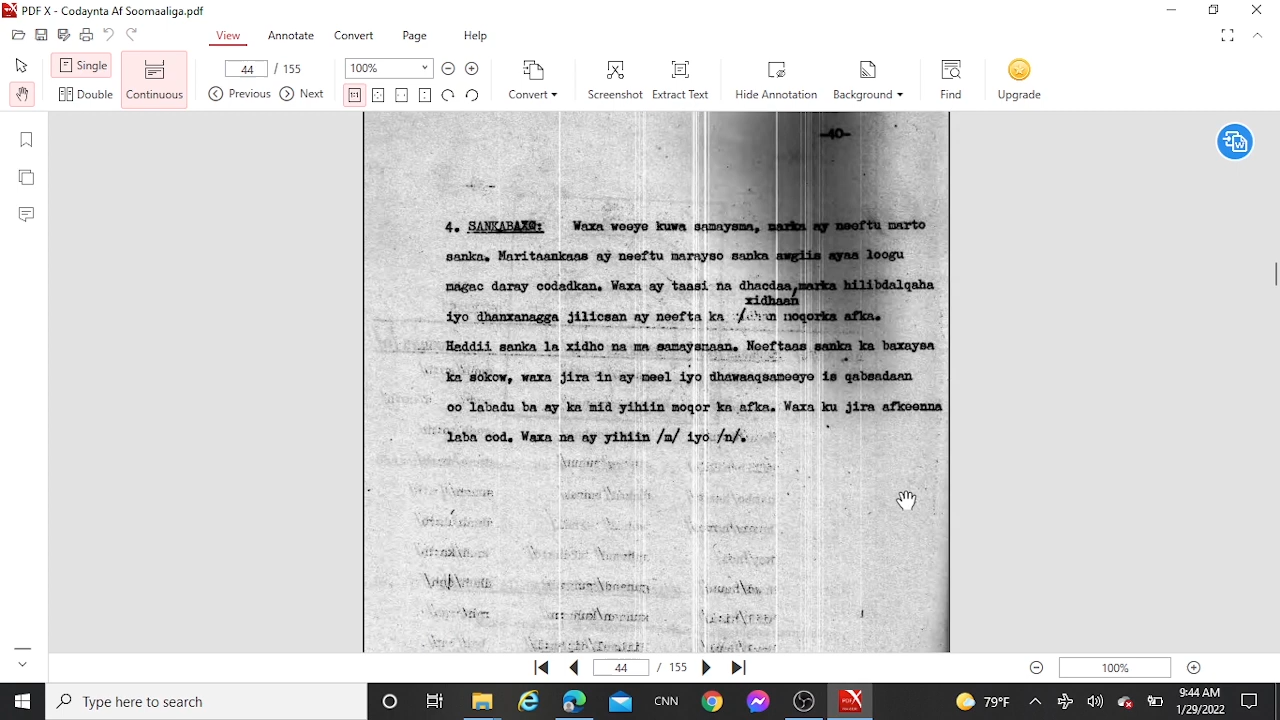 PDF X - Codaynta Af Soomaaliga.pdf
View Annotate Convert Page Help
Single
Double
Continuous
44 / 155
Previous Next
100%
Convert
Screenshot
Extract Text
Hide Annotation
Background
Find
Upgrade
-40-
4. SANKABAXO: Waxa weeye kuwa samaysma, marka ay neeftu marto
sanka. Maritaankaas ay neeftu marayso sanka awgiis ayaa loogu
magac daray codadkan. Waxa ay taasi na dhacdaa, marka hilibdalqaha
xidhaan
iyo dhanxanagga jilicsan ay neefta ka moqorka afka.
Haddii sanka la xidho na ma samaysmaan. Neeftaas sanka ka baxaysa
ka sokow, waxa jira in ay meel iyo dhawaaqsameeye is qabsadaan
oo labadu ba ay ka mid yihiin moqor ka afka. Waxa ku jira afkeenna
laba cod. Waxa na ay yihiin /m/ iyo /n/.
44 / 155
100%
Type here to search
CNN
79°F
9:44 AM
1/29/2022